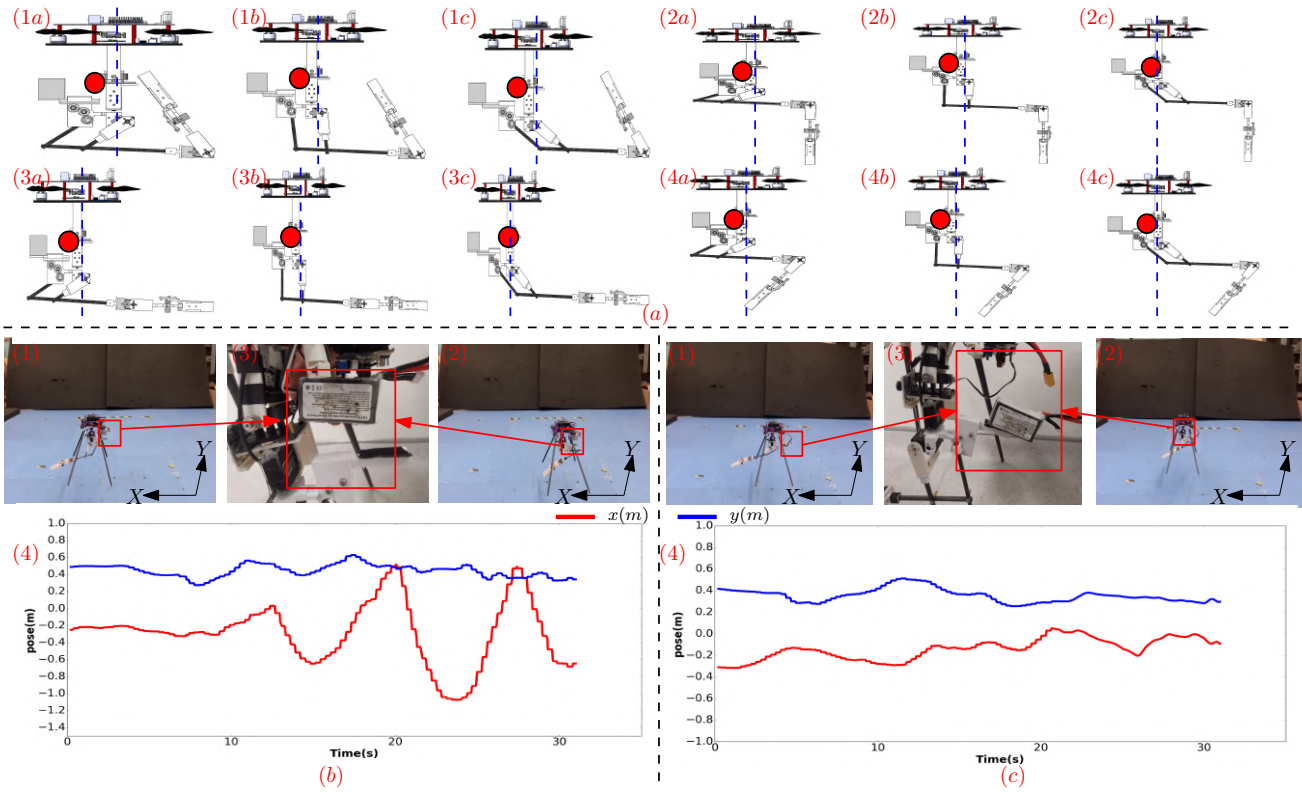 (1a) (1b) (1c) (2a) (2b) (2c)
(3a) (3b) (3c) (4a) (4b) (4c)
(a)
(1) (3) (2) (1) (3) (2)
Y Y Y Y
X X X X
x(m) y(m)
(4)
1.0
0.8
0.6
0.4
0.2
0.0
−0.2
−0.4
−0.6
−0.8
−1.0
−1.2
−1.4
pose(m)
0 10 20 30
Time(s)
(b)
(4)
1.0
0.8
0.6
0.4
0.2
0.0
−0.2
−0.4
−0.6
−0.8
−1.0
pose(m)
0 10 20 30
Time(s)
(c)